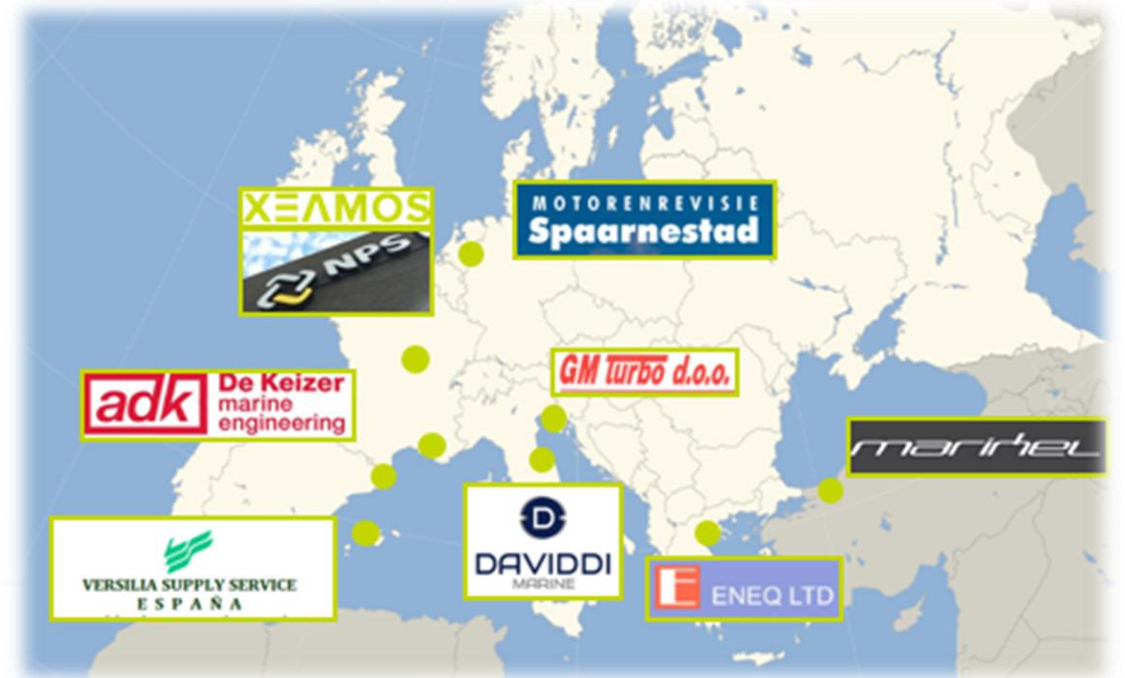 XEAMOS
NPS
MOTORENREVISIE
Spaarnestad
GM Turbo d.o.o.
adk
De Keizer
marine
engineering
marinel
D
DAVIDDI
MARINE
VERSILIA SUPPLY SERVICE
ESPAÑA
E
ENEQ LTD